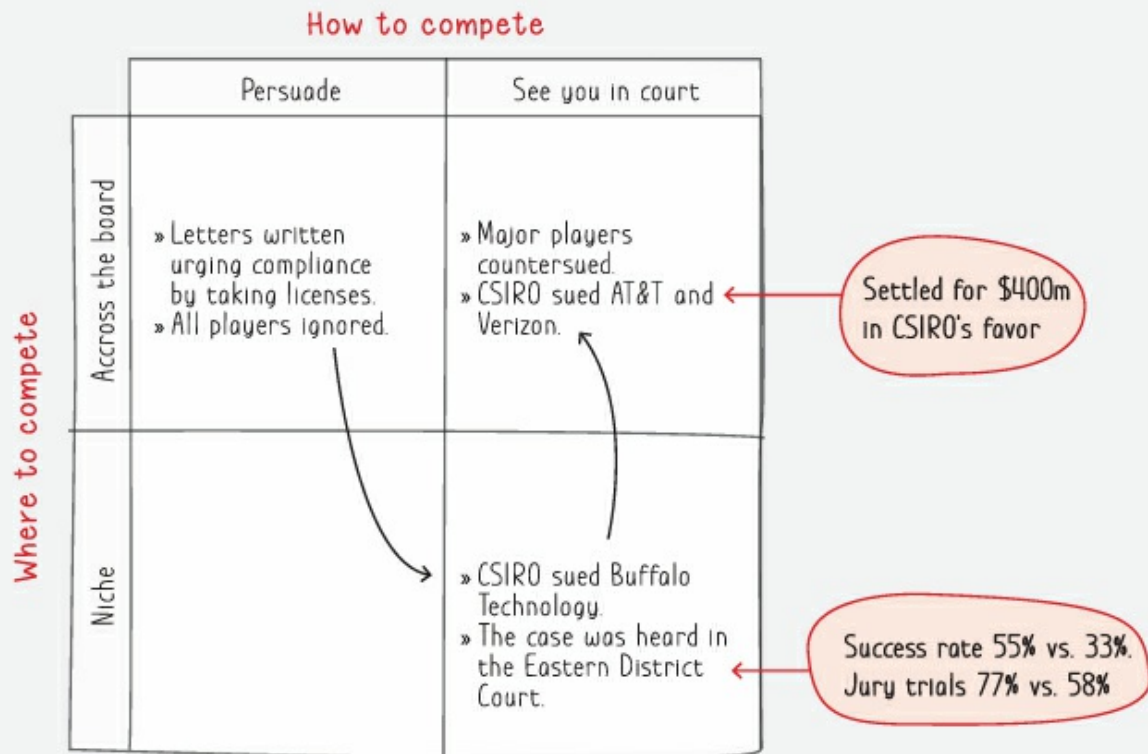 How to compete
Persuade
See you in court
Where to compete
Accross the board
» Letters written
urging compliance
by taking licenses.
» All players ignored.
» Major players
countersued.
» CSIRO sued AT&T and
Verizon.
Settled for $400m
in CSIRO's favor
Niche
» CSIRO sued Buffalo
Technology.
» The case was heard in
the Eastern District
Court.
Success rate 55% vs. 33%.
Jury trials 77% vs. 58%